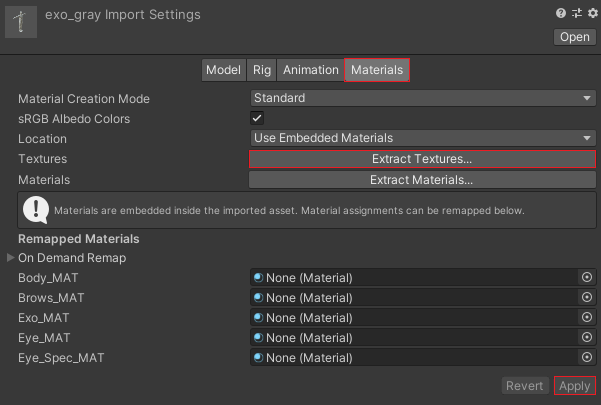 exo_gray Import Settings
Open
Model Rig Animation Materials
Material Creation Mode Standard
sRGB Albedo Colors
Location Use Embedded Materials
Textures Extract Textures...
Materials Extract Materials...
Materials are embedded inside the imported asset. Material assignments can be remapped below.
Remapped Materials
On Demand Remap
Body_MAT None (Material)
Brows_MAT None (Material)
Exo_MAT None (Material)
Eye_MAT None (Material)
Eye_Spec_MAT None (Material)
Revert Apply